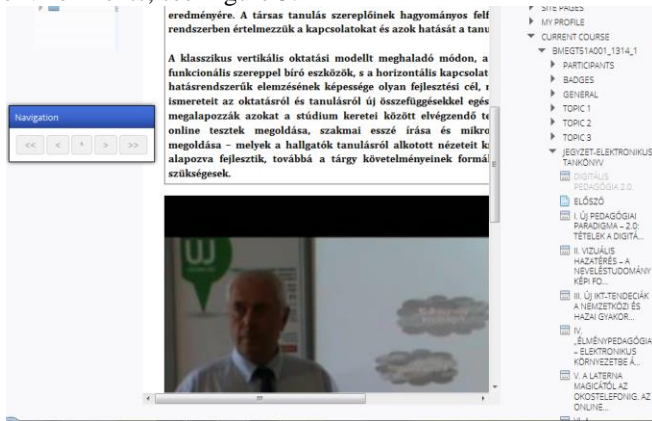 eredményére. A társas tanulás szereplőinek hagyományos felf
rendszerben értelmezzük a kapcsolatokat és azok hatását a tanu
A klasszikus vertikális oktatási modellt meghaladó módon, a
funkcionális szereppel bíró eszközök, s a horizontális kapcsolat
hatásrendszerűk elemzésének képessége olyan fejlesztési cél,
ismereteit az oktatásról és tanulásról új összefüggésekkel egés
megalapozzák azokat a stúdium keretei között elvégzendő te
online tesztek megoldása, szakmai esszé írása és mikro
megoldása – melyek a hallgatók tanulásról alkotott nézeteit
alapozva fejlesztik, továbbá a tárgy követelményeinek formá
szükségesek.
Navigation
<< < * > >>
UJ
SITE PAGES
MY PROFILE
CURRENT COURSE
BMEGT51A001_1314_1
PARTICIPANTS
BADGES
GENERAL
TOPIC 1
TOPIC 2
TOPIC 3
JEGYZET-ELEKTRONIKUS
TANKÖNYV
DIGITÁLIS
PEDAGÓGIA 2.0.
ELŐSZÓ
I. ÚJ PEDAGÓGIAI
PARADIGMA – 2.0:
TÉTELEK A DIGITÁ...
II. VIZUÁLIS
HAZATÉRÉS – A
NEVELÉSTUDOMÁNY
KÉPI FO...
III. ÚJ IKT-TENDECIÁK
A NEMZETKÖZI ÉS
HAZAI GYAKOR...
IV.
„ÉLMÉNYPEDAGÓGIA
– ELEKTRONIKUS
KÖRNYEZETBE Á...
V. A LATERNA
MAGICÁTÓL AZ
OKOSTELEFONIG. AZ
ONLINE...